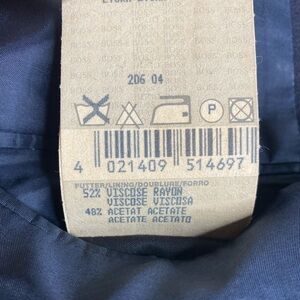 206 04
P
4 021409 514697
FUTTER/LINING/DOUBLURE/FORRO
52% VISCOSE RAYON
VISCOSE VISCOSA
48% ACETAT ACETATE
ACETATE ACETATO